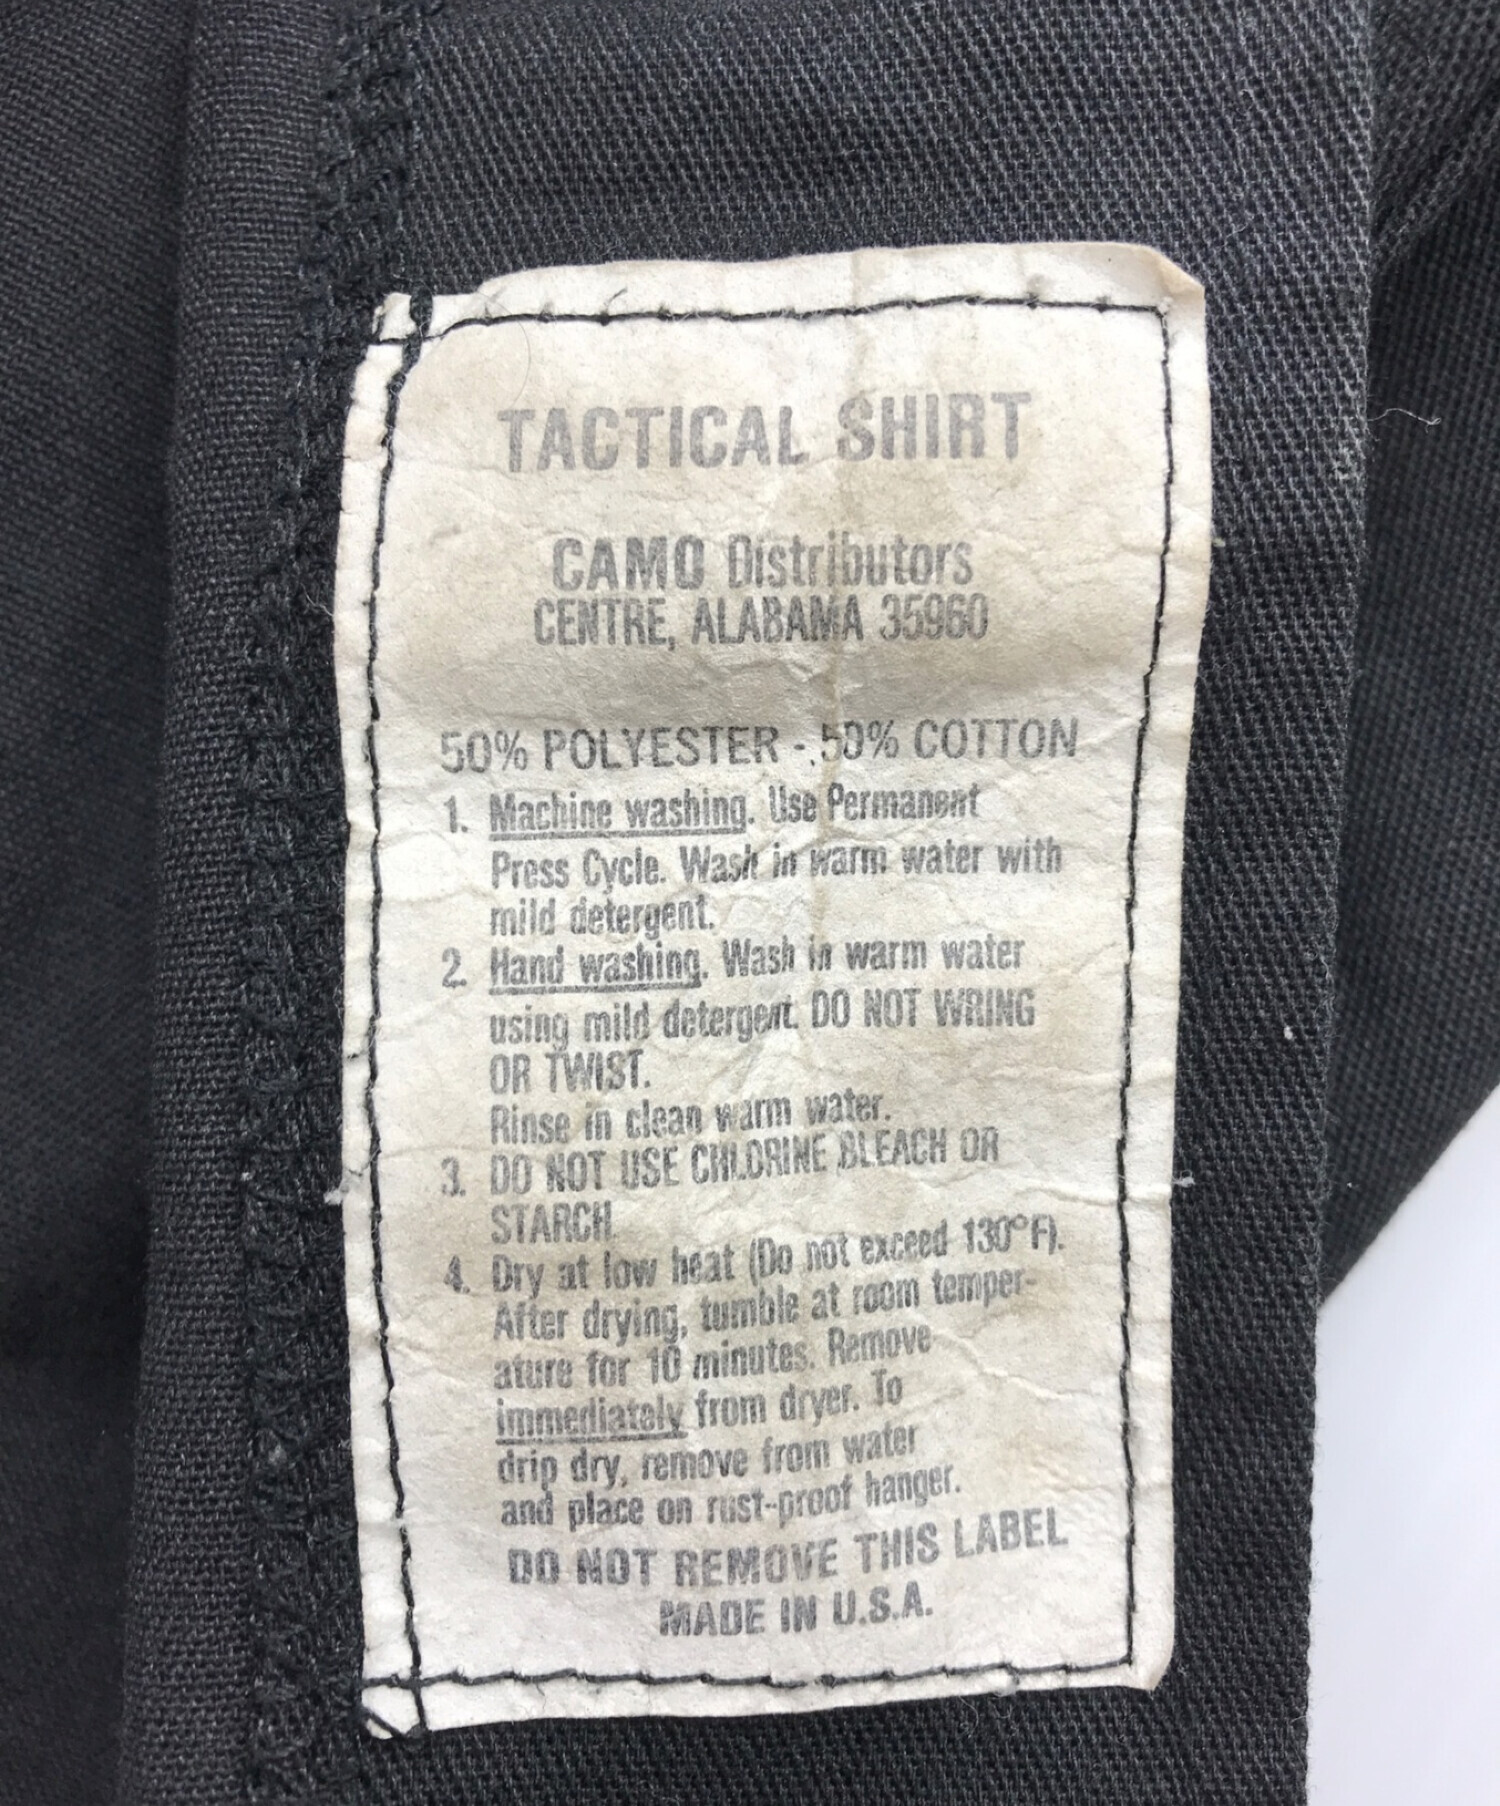 TACTICAL SHIRT
CAMO Distributors
CENTRE, ALABAMA 35960
50% POLYESTER - 50% COTTON
1. Machine washing. Use Permanent
Press Cycle. Wash in warm water with
mild detergent.
2. Hand washing. Wash in warm water
using mild detergent. DO NOT WRING
OR TWIST.
Rinse in clean warm water.
3. DO NOT USE CHLORINE BLEACH OR
STARCH.
4. Dry at low heat (Do not exceed 130°F).
After drying, tumble at room temper-
ature for 10 minutes. Remove
immediately from dryer. To
drip dry, remove from water
and place on rust-proof hanger.
DO NOT REMOVE THIS LABEL
MADE IN U.S.A.